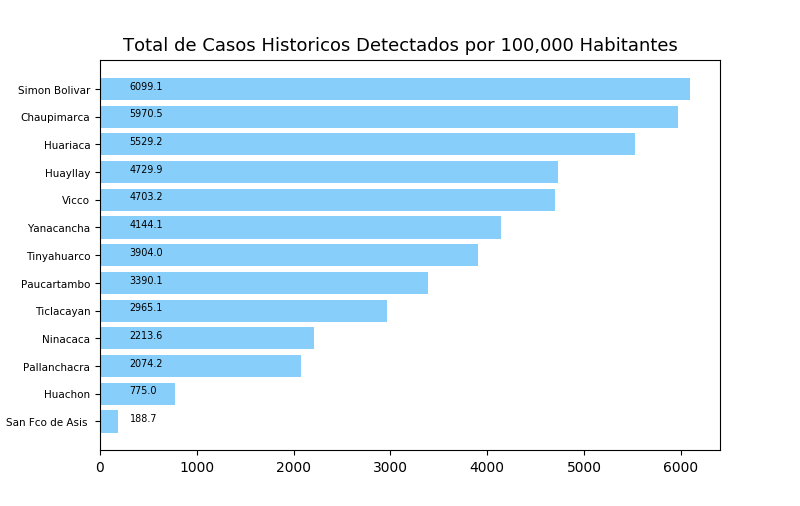 Total de Casos Historicos Detectados por 100,000 Habitantes
Simon Bolivar 6099.1
Chaupimarca 5970.5
Huariaca 5529.2
Huayllay 4729.9
Vicco 4703.2
Yanacancha 4144.1
Tinyahuarco 3904.0
Paucartambo 3390.1
Ticlacayan 2965.1
Ninacaca 2213.6
Pallanchacra 2074.2
Huachon 775.0
San Fco de Asis 188.7
0 1000 2000 3000 4000 5000 6000